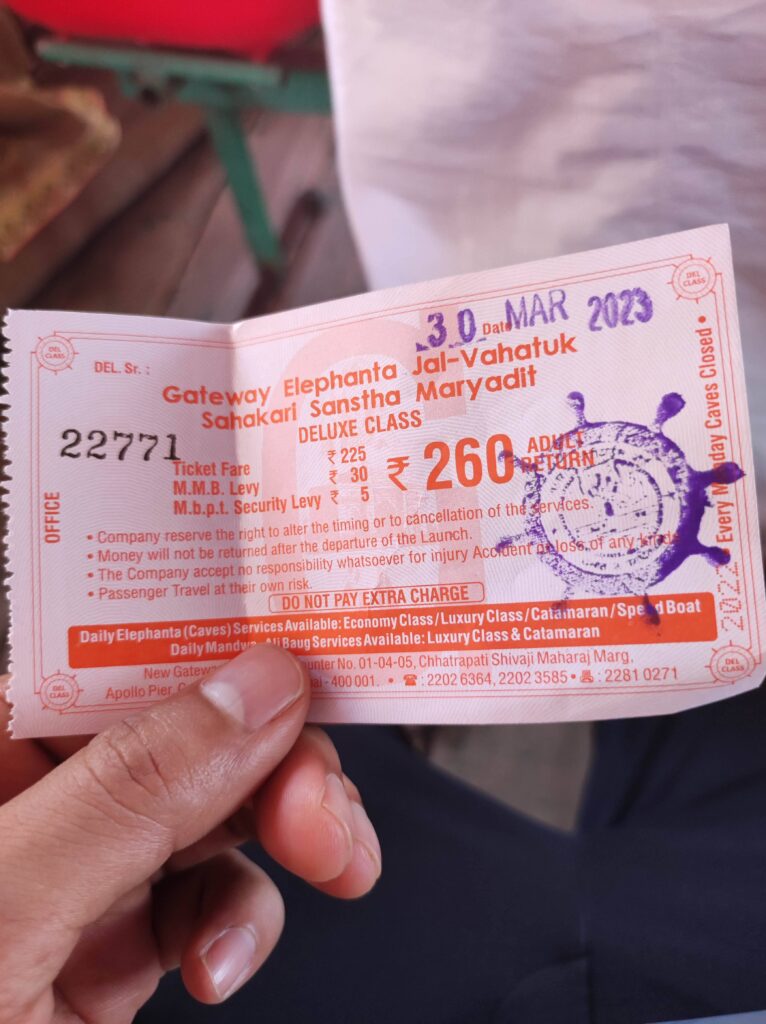 DEL CLASS
DEL. Sr. :
30 Date MAR 2023
DEL CLASS
Gateway Elephanta Jal-Vahatuk
Sahakari Sanstha Maryadit
DELUXE CLASS
22771
Ticket Fare ₹ 225
M.M.B. Levy ₹ 30
M.b.p.t. Security Levy ₹ 5
₹ 260 ADULT RETURN
OFFICE
• Company reserve the right to alter the timing or to cancellation of the services.
• Money will not be returned after the departure of the Launch.
• The Company accept no responsibility whatsoever for injury Accident or loss of any kinds
• Passenger Travel at their own risk.
DO NOT PAY EXTRA CHARGE
Daily Elephanta (Caves) Services Available: Economy Class / Luxury Class / Catamaran / Speed Boat
Daily Mandwa Ali Baug Services Available: Luxury Class & Catamaran
New Gateway Counter No. 01-04-05, Chhatrapati Shivaji Maharaj Marg,
Apollo Pier, - 400 001. • ☎ : 2202 6364, 2202 3585 • : 2281 0271
• Every Monday Caves Closed •
DEL CLASS
DEL CLASS